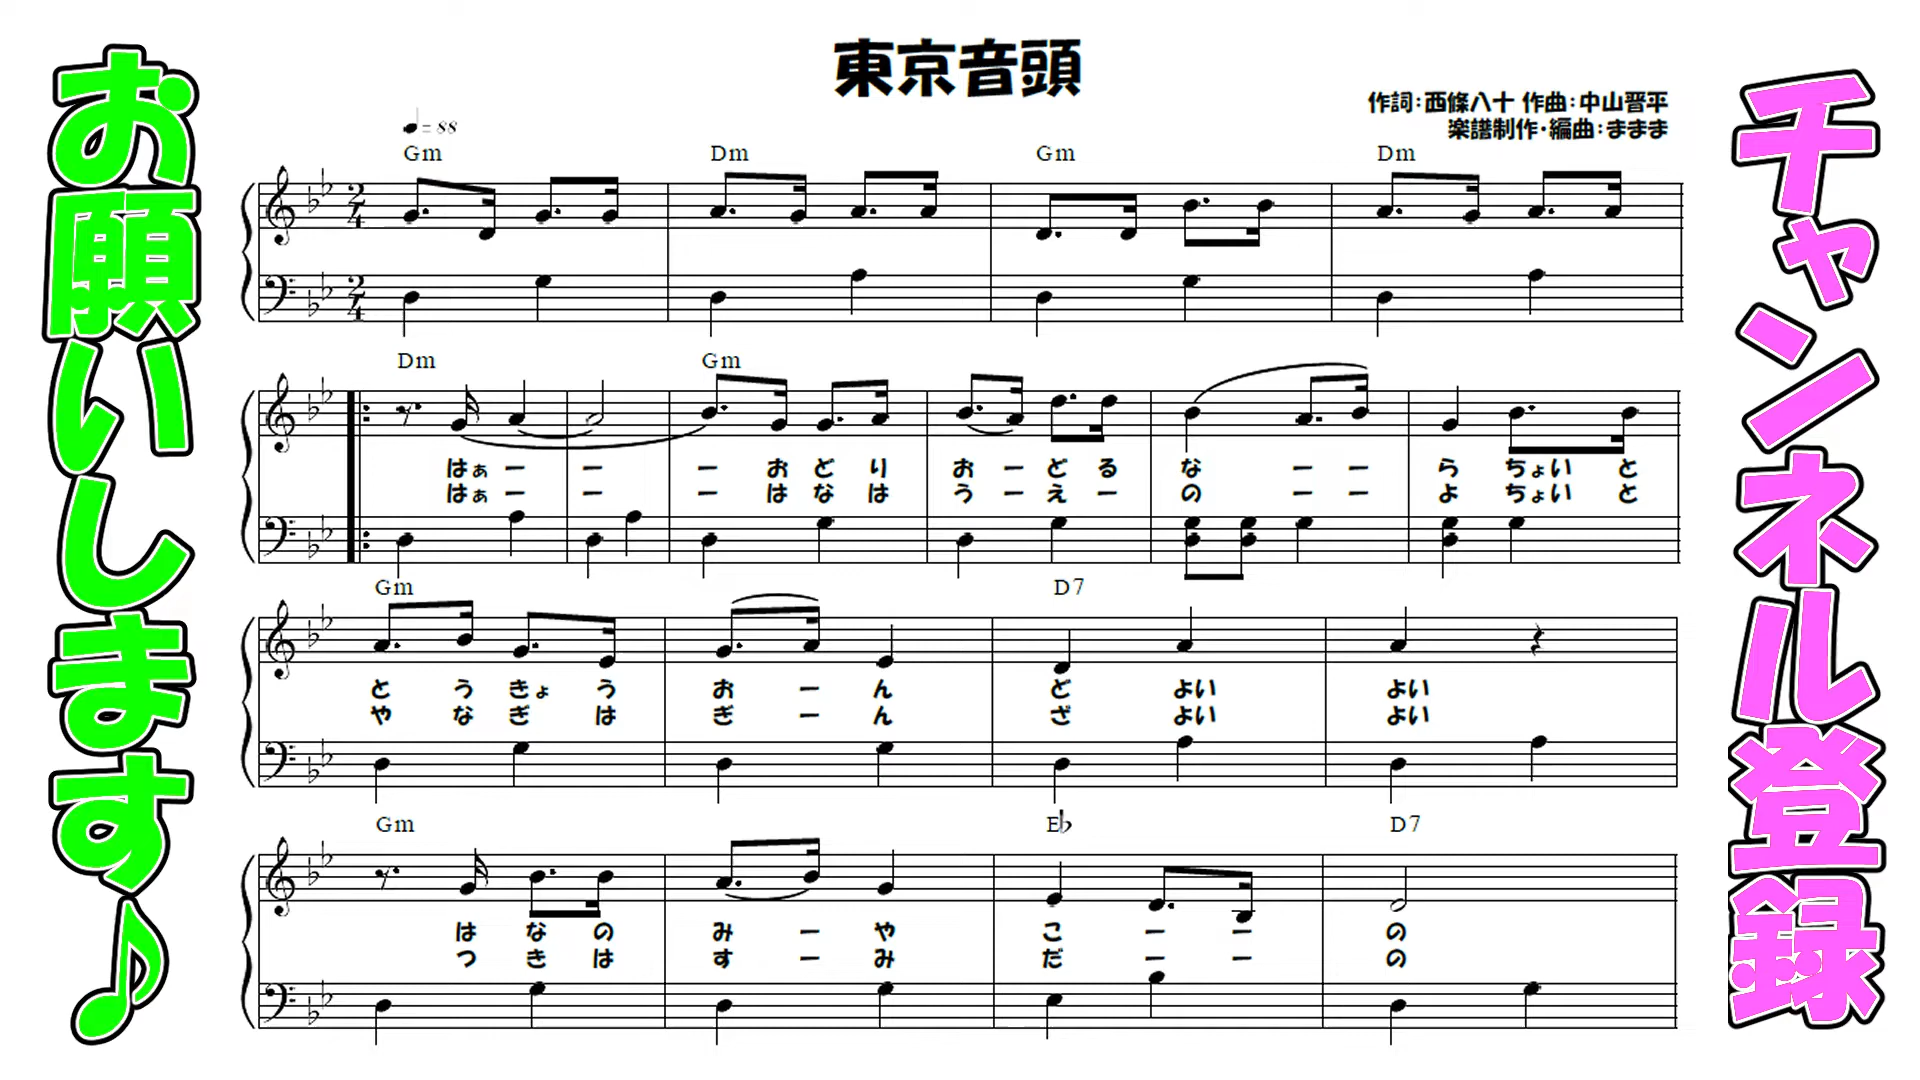 東京音頭
作詞:西條八十 作曲:中山晋平
楽譜制作・編曲:ままま
お願いします♪
チャンネル登録
♩= 88
Gm Dm Gm Dm
Dm Gm
はぁ ー ー ー お ど り お ー ど る な ー ー ら ちょい と
はぁ ー ー ー は な は う ー え ー の ー ー よ ちょい と
Gm D7
と う きょ う お ー ん ど よい よい
や な ぎ は ぎ ー ん ざ よい よい
Gm E♭ D7
は な の み ー や こ ー ー の
つ き は す ー み だ ー ー の